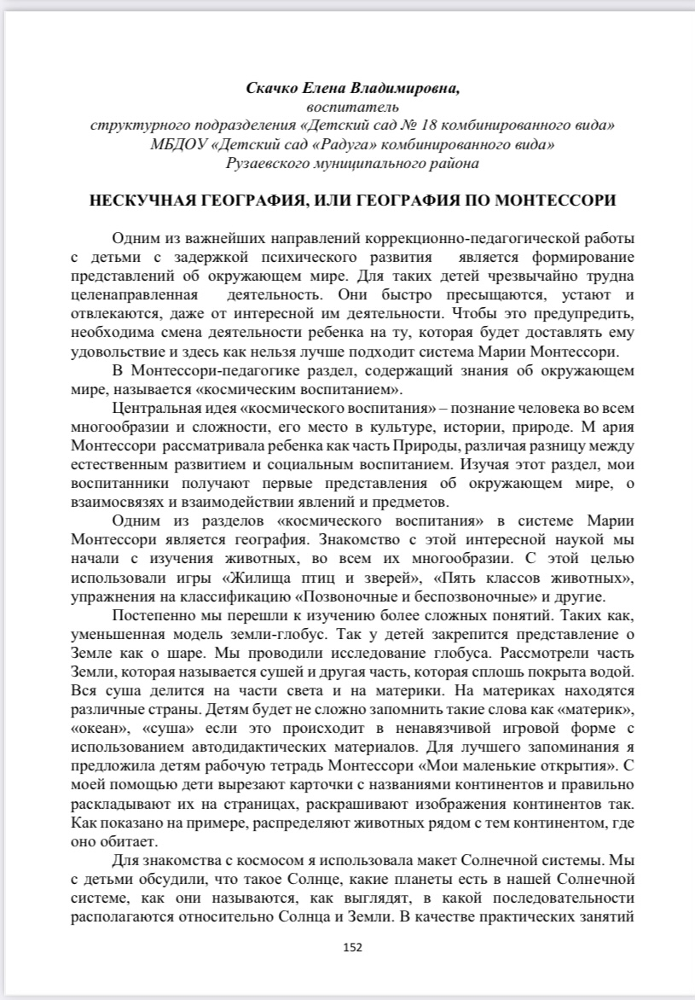 Скачко Елена Владимировна,
воспитатель
структурного подразделения «Детский сад № 18 комбинированного вида»
МБДОУ «Детский сад «Радуга» комбинированного вида»
Рузаевского муниципального района
НЕСКУЧНАЯ ГЕОГРАФИЯ, ИЛИ ГЕОГРАФИЯ ПО МОНТЕССОРИ
Одним из важнейших направлений коррекционно-педагогической работы
с детьми с задержкой психического развития является формирование
представлений об окружающем мире. Для таких детей чрезвычайно трудна
целенаправленная деятельность. Они быстро пресыщаются, устают и
отвлекаются, даже от интересной им деятельности. Чтобы это предупредить,
необходима смена деятельности ребенка на ту, которая будет доставлять ему
удовольствие и здесь как нельзя лучше подходит система Марии Монтессори.
В Монтессори-педагогике раздел, содержащий знания об окружающем
мире, называется «космическим воспитанием».
Центральная идея «космического воспитания» – познание человека во всем
многообразии и сложности, его место в культуре, истории, природе. М ария
Монтессори рассматривала ребенка как часть Природы, различая разницу между
естественным развитием и социальным воспитанием. Изучая этот раздел, мои
воспитанники получают первые представления об окружающем мире, о
взаимосвязях и взаимодействии явлений и предметов.
Одним из разделов «космического воспитания» в системе Марии
Монтессори является география. Знакомство с этой интересной наукой мы
начали с изучения животных, во всем их многообразии. С этой целью
использовали игры «Жилища птиц и зверей», «Пять классов животных»,
упражнения на классификацию «Позвоночные и беспозвоночные» и другие.
Постепенно мы перешли к изучению более сложных понятий. Таких как,
уменьшенная модель земли-глобус. Так у детей закрепится представление о
Земле как о шаре. Мы проводили исследование глобуса. Рассмотрели часть
Земли, которая называется сушей и другая часть, которая сплошь покрыта водой.
Вся суша делится на части света и на материки. На материках находятся
различные страны. Детям будет не сложно запомнить такие слова как «материк»,
«океан», «суша» если это происходит в ненавязчивой игровой форме с
использованием автодидактических материалов. Для лучшего запоминания я
предложила детям рабочую тетрадь Монтессори «Мои маленькие открытия». С
моей помощью дети вырезают карточки с названиями континентов и правильно
раскладывают их на страницах, раскрашивают изображения континентов так.
Как показано на примере, распределяют животных рядом с тем континентом, где
оно обитает.
Для знакомства с космосом я использовала макет Солнечной системы. Мы
с детьми обсудили, что такое Солнце, какие планеты есть в нашей Солнечной
системе, как они называются, как выглядят, в какой последовательности
располагаются относительно Солнца и Земли. В качестве практических занятий
152